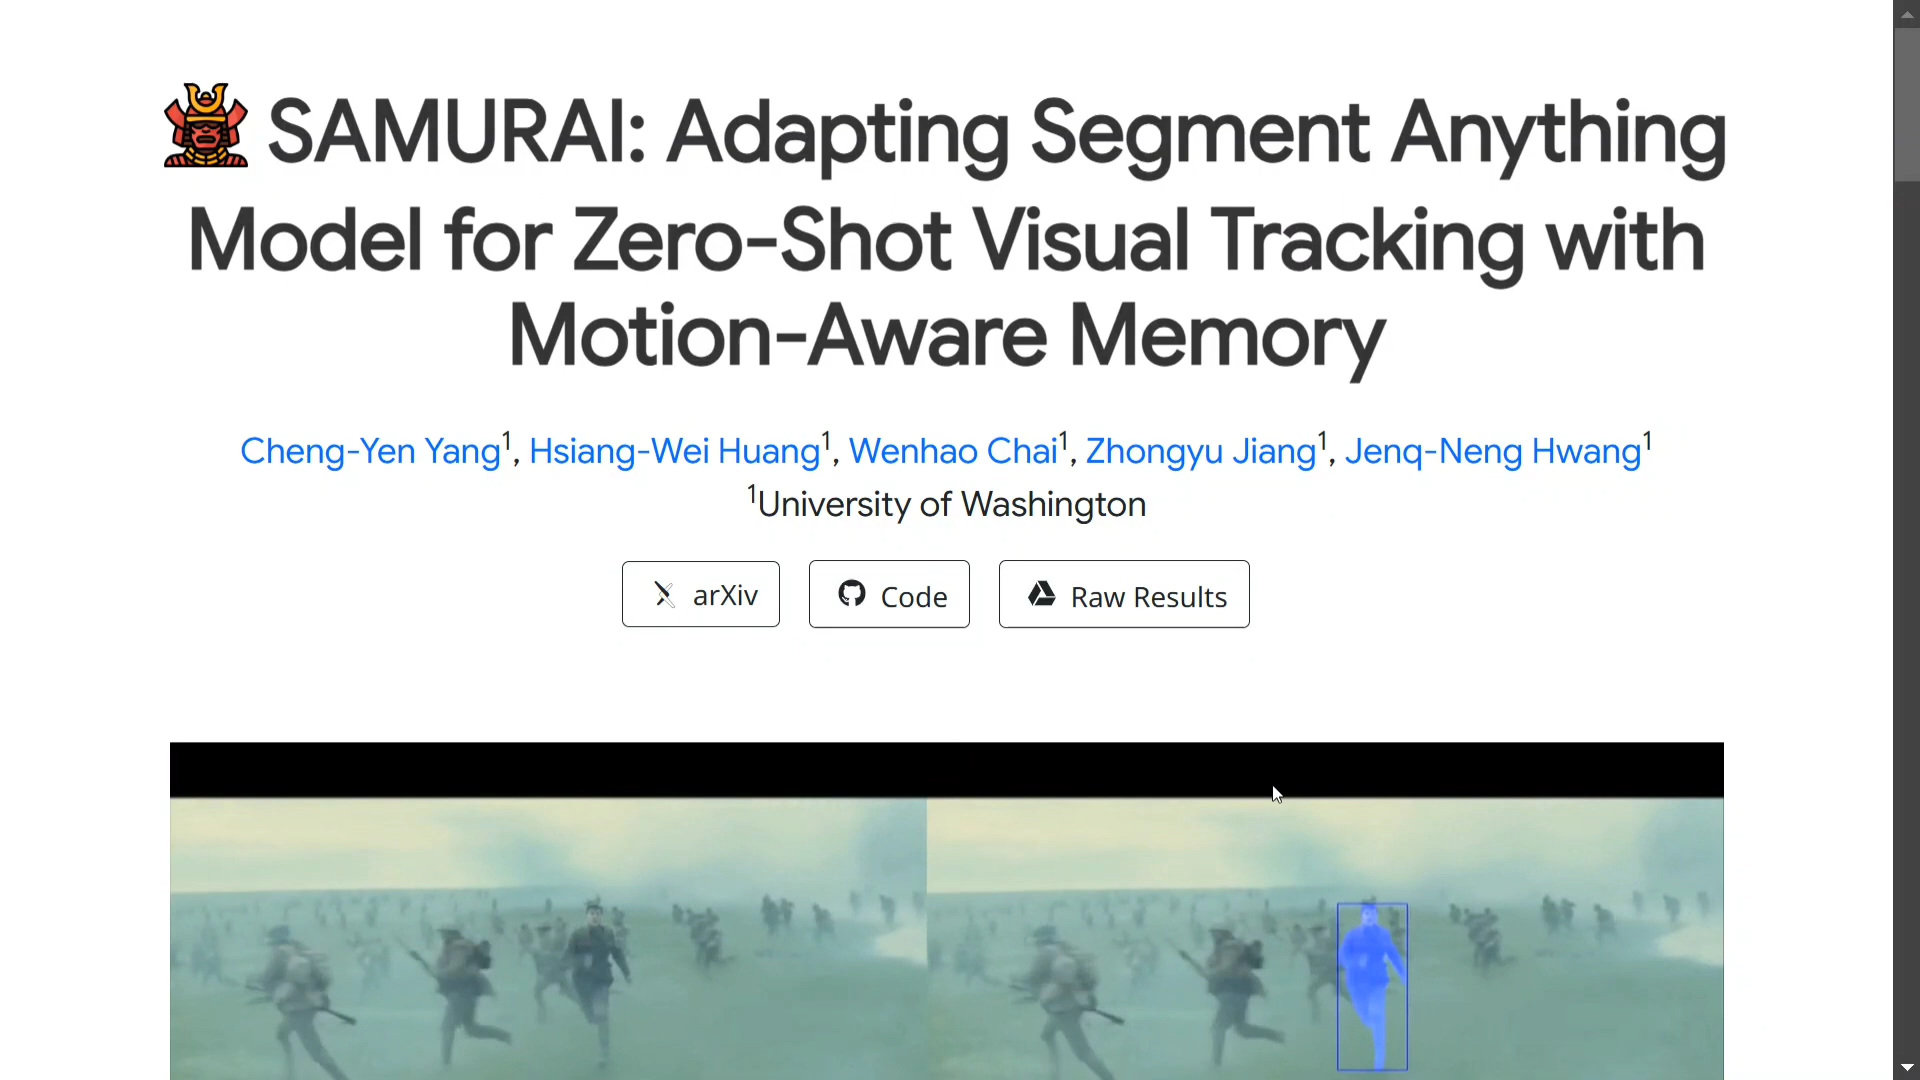 SAMURAI: Adapting Segment Anything
Model for Zero-Shot Visual Tracking with
Motion-Aware Memory
Cheng-Yen Yang¹, Hsiang-Wei Huang¹, Wenhao Chai¹, Zhongyu Jiang¹, Jenq-Neng Hwang¹
¹University of Washington
arXiv Code Raw Results